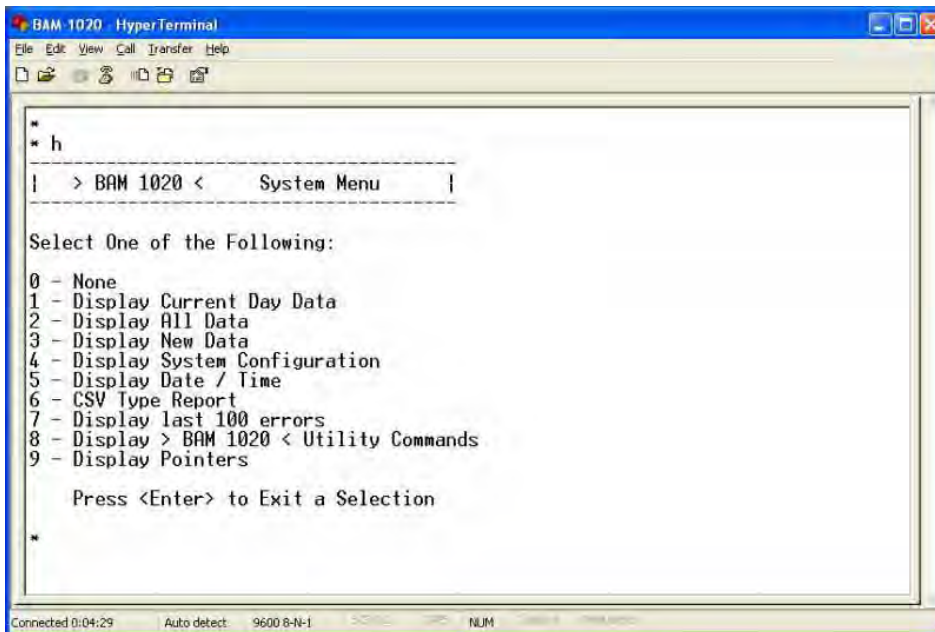 BAM-1020 - HyperTerminal
File Edit View Call Transfer Help
*
* h
------------------------------------------------
|   > BAM 1020 <      System Menu       |
------------------------------------------------
Select One of the Following:
0 - None
1 - Display Current Day Data
2 - Display All Data
3 - Display New Data
4 - Display System Configuration
5 - Display Date / Time
6 - CSV Type Report
7 - Display last 100 errors
8 - Display > BAM 1020 < Utility Commands
9 - Display Pointers
Press <Enter> to Exit a Selection
*
Connected 0:04:29 Auto detect 9600 8-N-1 NUM